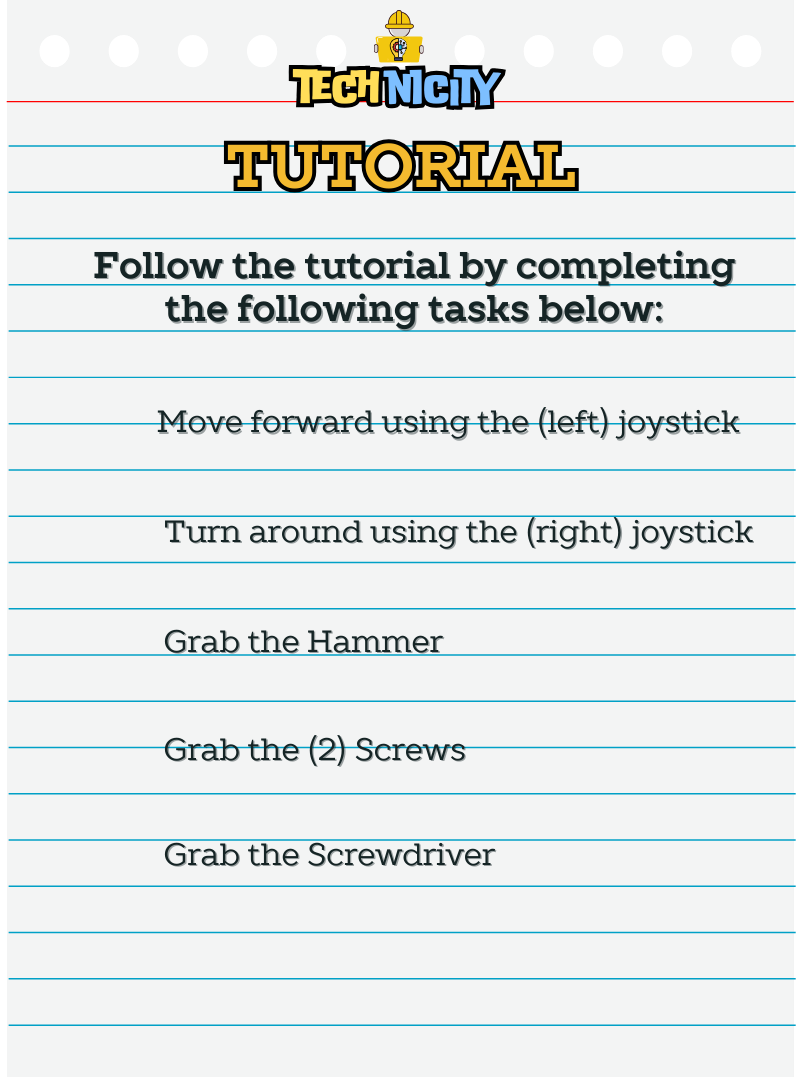 TECHNICITY
TUTORIAL
Follow the tutorial by completing
the following tasks below:
Move forward using the (left) joystick
Turn around using the (right) joystick
Grab the Hammer
Grab the (2) Screws
Grab the Screwdriver